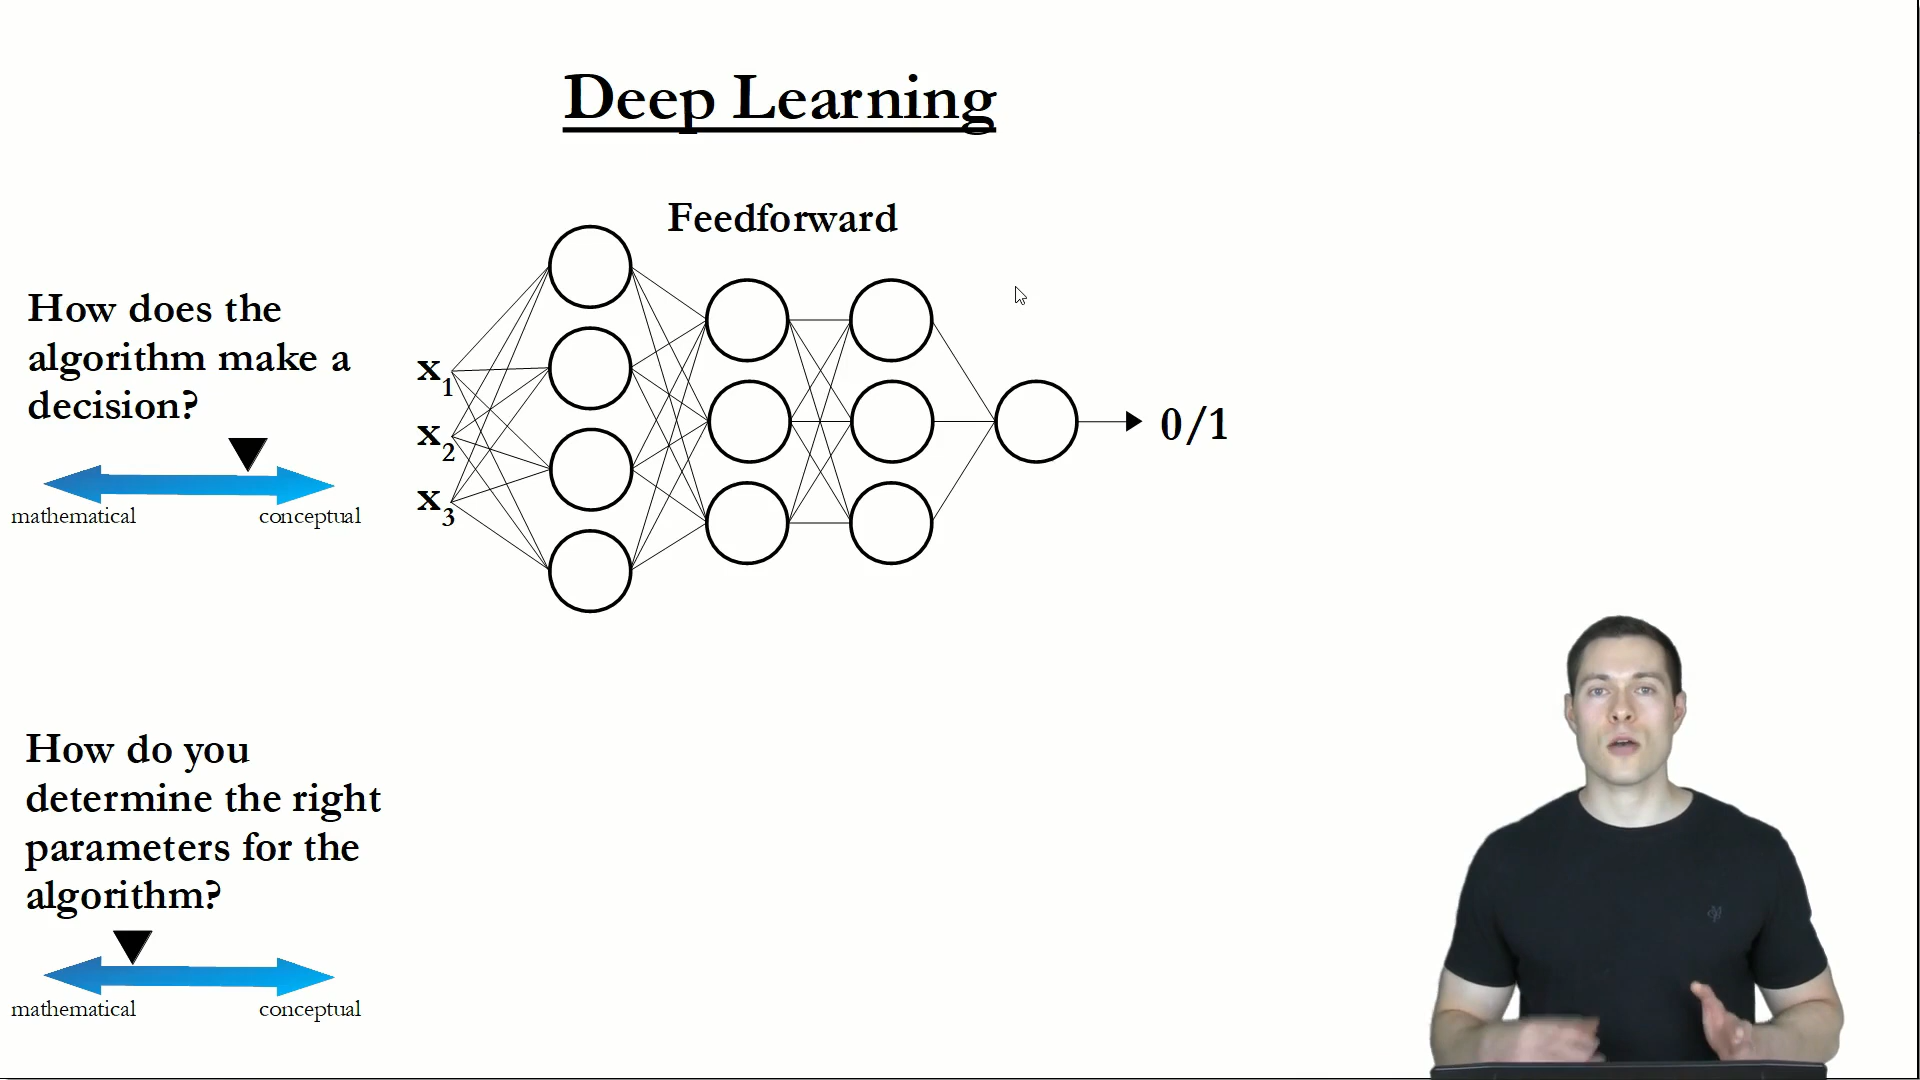 Deep Learning
Feedforward
How does the
algorithm make a
decision?
mathematical
conceptual
x1
x2
x3
0/1
How do you
determine the right
parameters for the
algorithm?
mathematical
conceptual